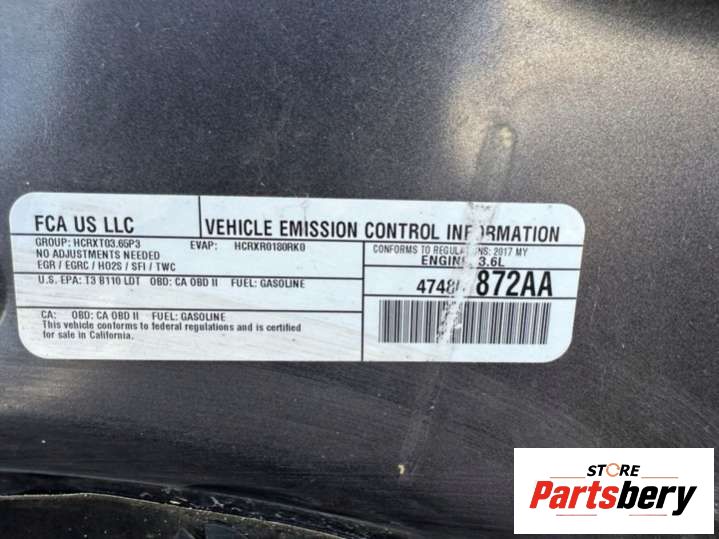 FCA US LLC
VEHICLE EMISSION CONTROL INFORMATION
GROUP: HCRXT03.65P3 EVAP: HCRXR0180RK0
NO ADJUSTMENTS NEEDED
EGR / EGRC / HO2S / SFI / TWC
CONFORMS TO REGULATIONS: 2017 MY
ENGINE: 3.6L
U.S. EPA: T3 B110 LDT OBD: CA OBD II FUEL: GASOLINE
872AA
CA: OBD: CA OBD II FUEL: GASOLINE
This vehicle conforms to federal regulations and is certified
for sale in California.
STORE
Partsbery